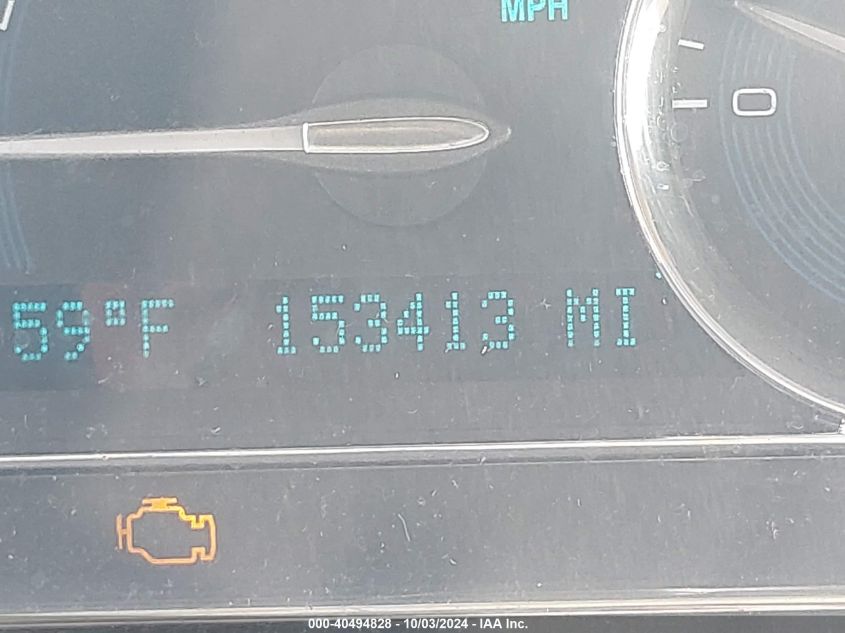 MPH
0
59°F 153413 MI
000-40494828 - 10/03/2024 - IAA Inc.